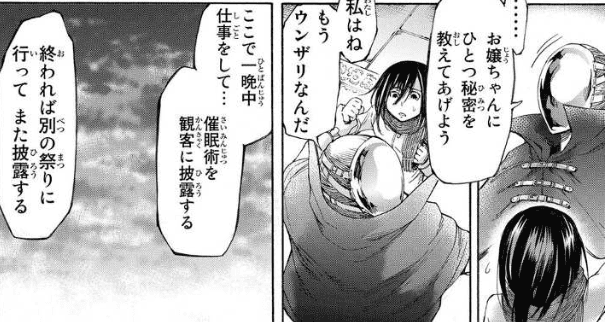 ……
お嬢ちゃんに
ひとつ秘密を
教えてあげよう
私はね
もう
ウンザリなんだ
ここで一晩中
仕事をして…
催眠術を
観客に披露する
終われば別の祭りに
行って また披露する